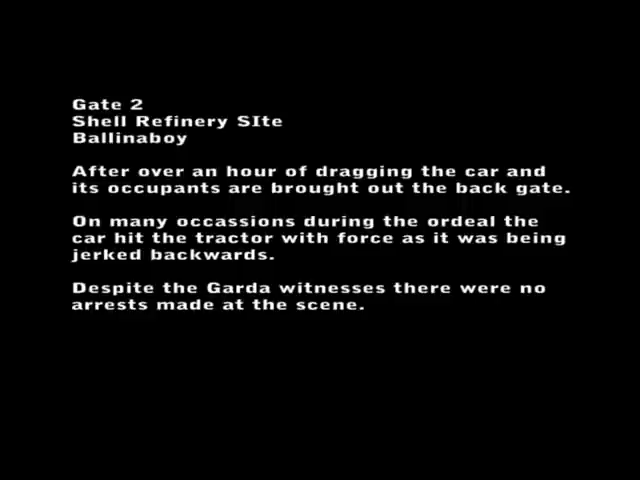 Gate 2
Shell Refinery SIte
Ballinaboy
After over an hour of dragging the car and
its occupants are brought out the back gate.
On many occassions during the ordeal the
car hit the tractor with force as it was being
jerked backwards.
Despite the Garda witnesses there were no
arrests made at the scene.